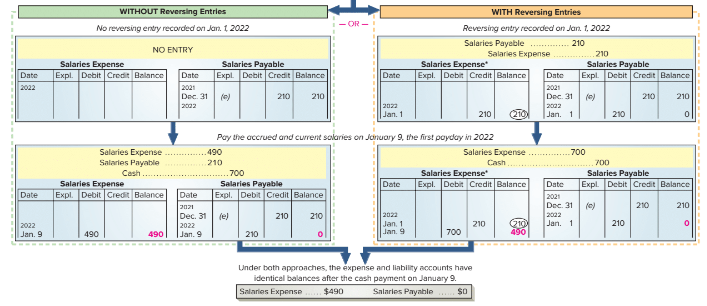 WITHOUT Reversing Entries
— OR —
WITH Reversing Entries
No reversing entry recorded on Jan. 1, 2022
NO ENTRY
Salaries Expense Salaries Payable
Date Expl. Debit Credit Balance Date Expl. Debit Credit Balance
2022 2021
Dec. 31 (e) 210 210
2022
Reversing entry recorded on Jan. 1, 2022
Salaries Payable .............. 210
Salaries Expense .............. 210
Salaries Expense* Salaries Payable
Date Expl. Debit Credit Balance Date Expl. Debit Credit Balance
2021
Dec. 31 (e) 210 210
2022 2022
Jan. 1 210 210 Jan. 1 210 0
Pay the accrued and current salaries on January 9, the first payday in 2022
Salaries Expense .............. 490
Salaries Payable .............. 210
Cash .............................. 700
Salaries Expense Salaries Payable
Date Expl. Debit Credit Balance Date Expl. Debit Credit Balance
2021
Dec. 31 (e) 210 210
2022 2022
Jan. 9 490 490 Jan. 9 210 0
Salaries Expense .............. 700
Cash .............................. 700
Salaries Expense* Salaries Payable
Date Expl. Debit Credit Balance Date Expl. Debit Credit Balance
2021
Dec. 31 (e) 210 210
2022 2022
Jan. 1 210 210 Jan. 1 210 0
Jan. 9 700 490
Under both approaches, the expense and liability accounts have
identical balances after the cash payment on January 9.
Salaries Expense ...... $490 Salaries Payable ...... $0